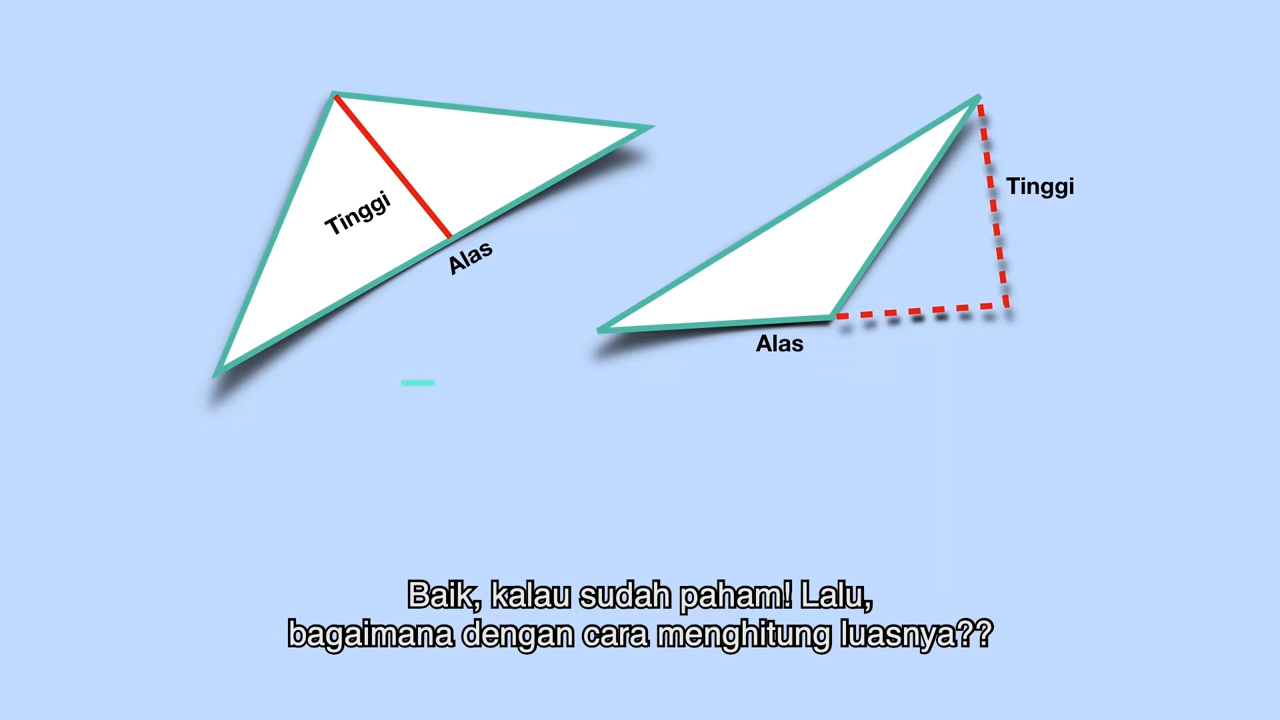 Tinggi
Alas
Tinggi
Alas
Baik, kalau sudah paham! Lalu,
bagaimana dengan cara menghitung luasnya??